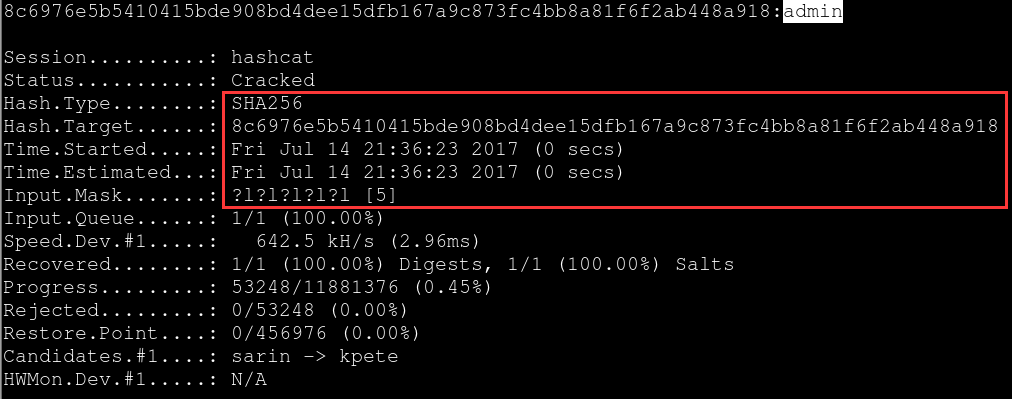 8c6976e5b5410415bde908bd4dee15dfb167a9c873fc4bb8a81f6f2ab448a918:admin
Session..........: hashcat
Status...........: Cracked
Hash.Type........: SHA256
Hash.Target......: 8c6976e5b5410415bde908bd4dee15dfb167a9c873fc4bb8a81f6f2ab448a918
Time.Started.....: Fri Jul 14 21:36:23 2017 (0 secs)
Time.Estimated...: Fri Jul 14 21:36:23 2017 (0 secs)
Input.Mask.......: ?l?l?l?l?l [5]
Input.Queue......: 1/1 (100.00%)
Speed.Dev.#1.....:   642.5 kH/s (2.96ms)
Recovered........: 1/1 (100.00%) Digests, 1/1 (100.00%) Salts
Progress.........: 53248/11881376 (0.45%)
Rejected.........: 0/53248 (0.00%)
Restore.Point....: 0/456976 (0.00%)
Candidates.#1....: sarin -> kpete
HWMon.Dev.#1.....: N/A